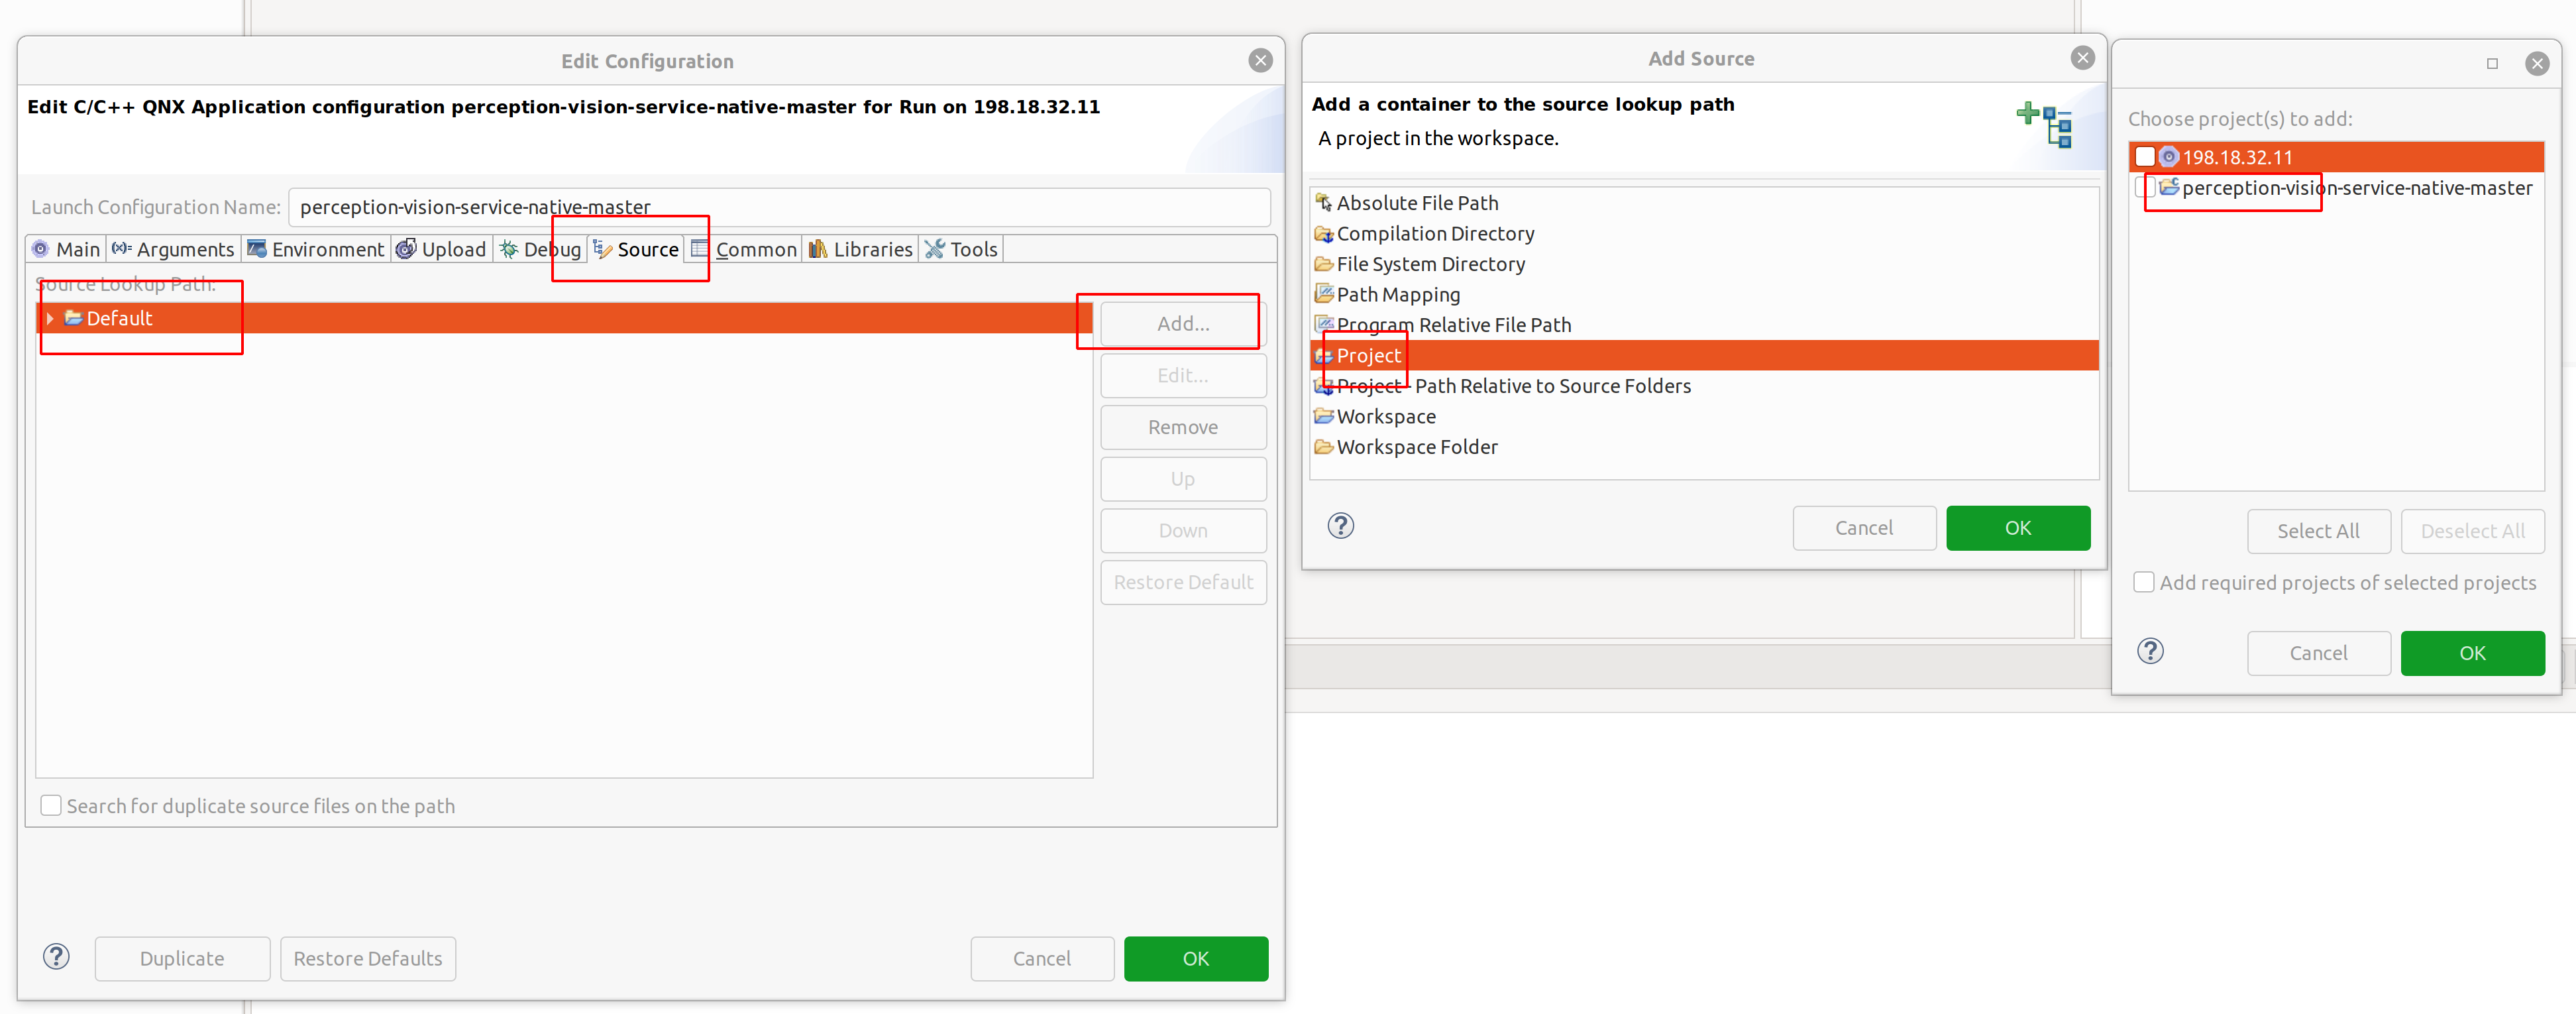 Edit Configuration
Edit C/C++ QNX Application configuration perception-vision-service-native-master for Run on 198.18.32.11
Launch Configuration Name: perception-vision-service-native-master
Main (x)= Arguments Environment Upload Debug Source Common Libraries Tools
Source Lookup Path:
Default
Add...
Edit...
Remove
Up
Down
Restore Default
Search for duplicate source files on the path
Duplicate Restore Defaults Cancel OK
Add Source
Add a container to the source lookup path
A project in the workspace.
Absolute File Path
Compilation Directory
File System Directory
Path Mapping
Program Relative File Path
Project
Project - Path Relative to Source Folders
Workspace
Workspace Folder
Cancel OK
Choose project(s) to add:
198.18.32.11
perception-vision-service-native-master
Select All Deselect All
Add required projects of selected projects
Cancel OK